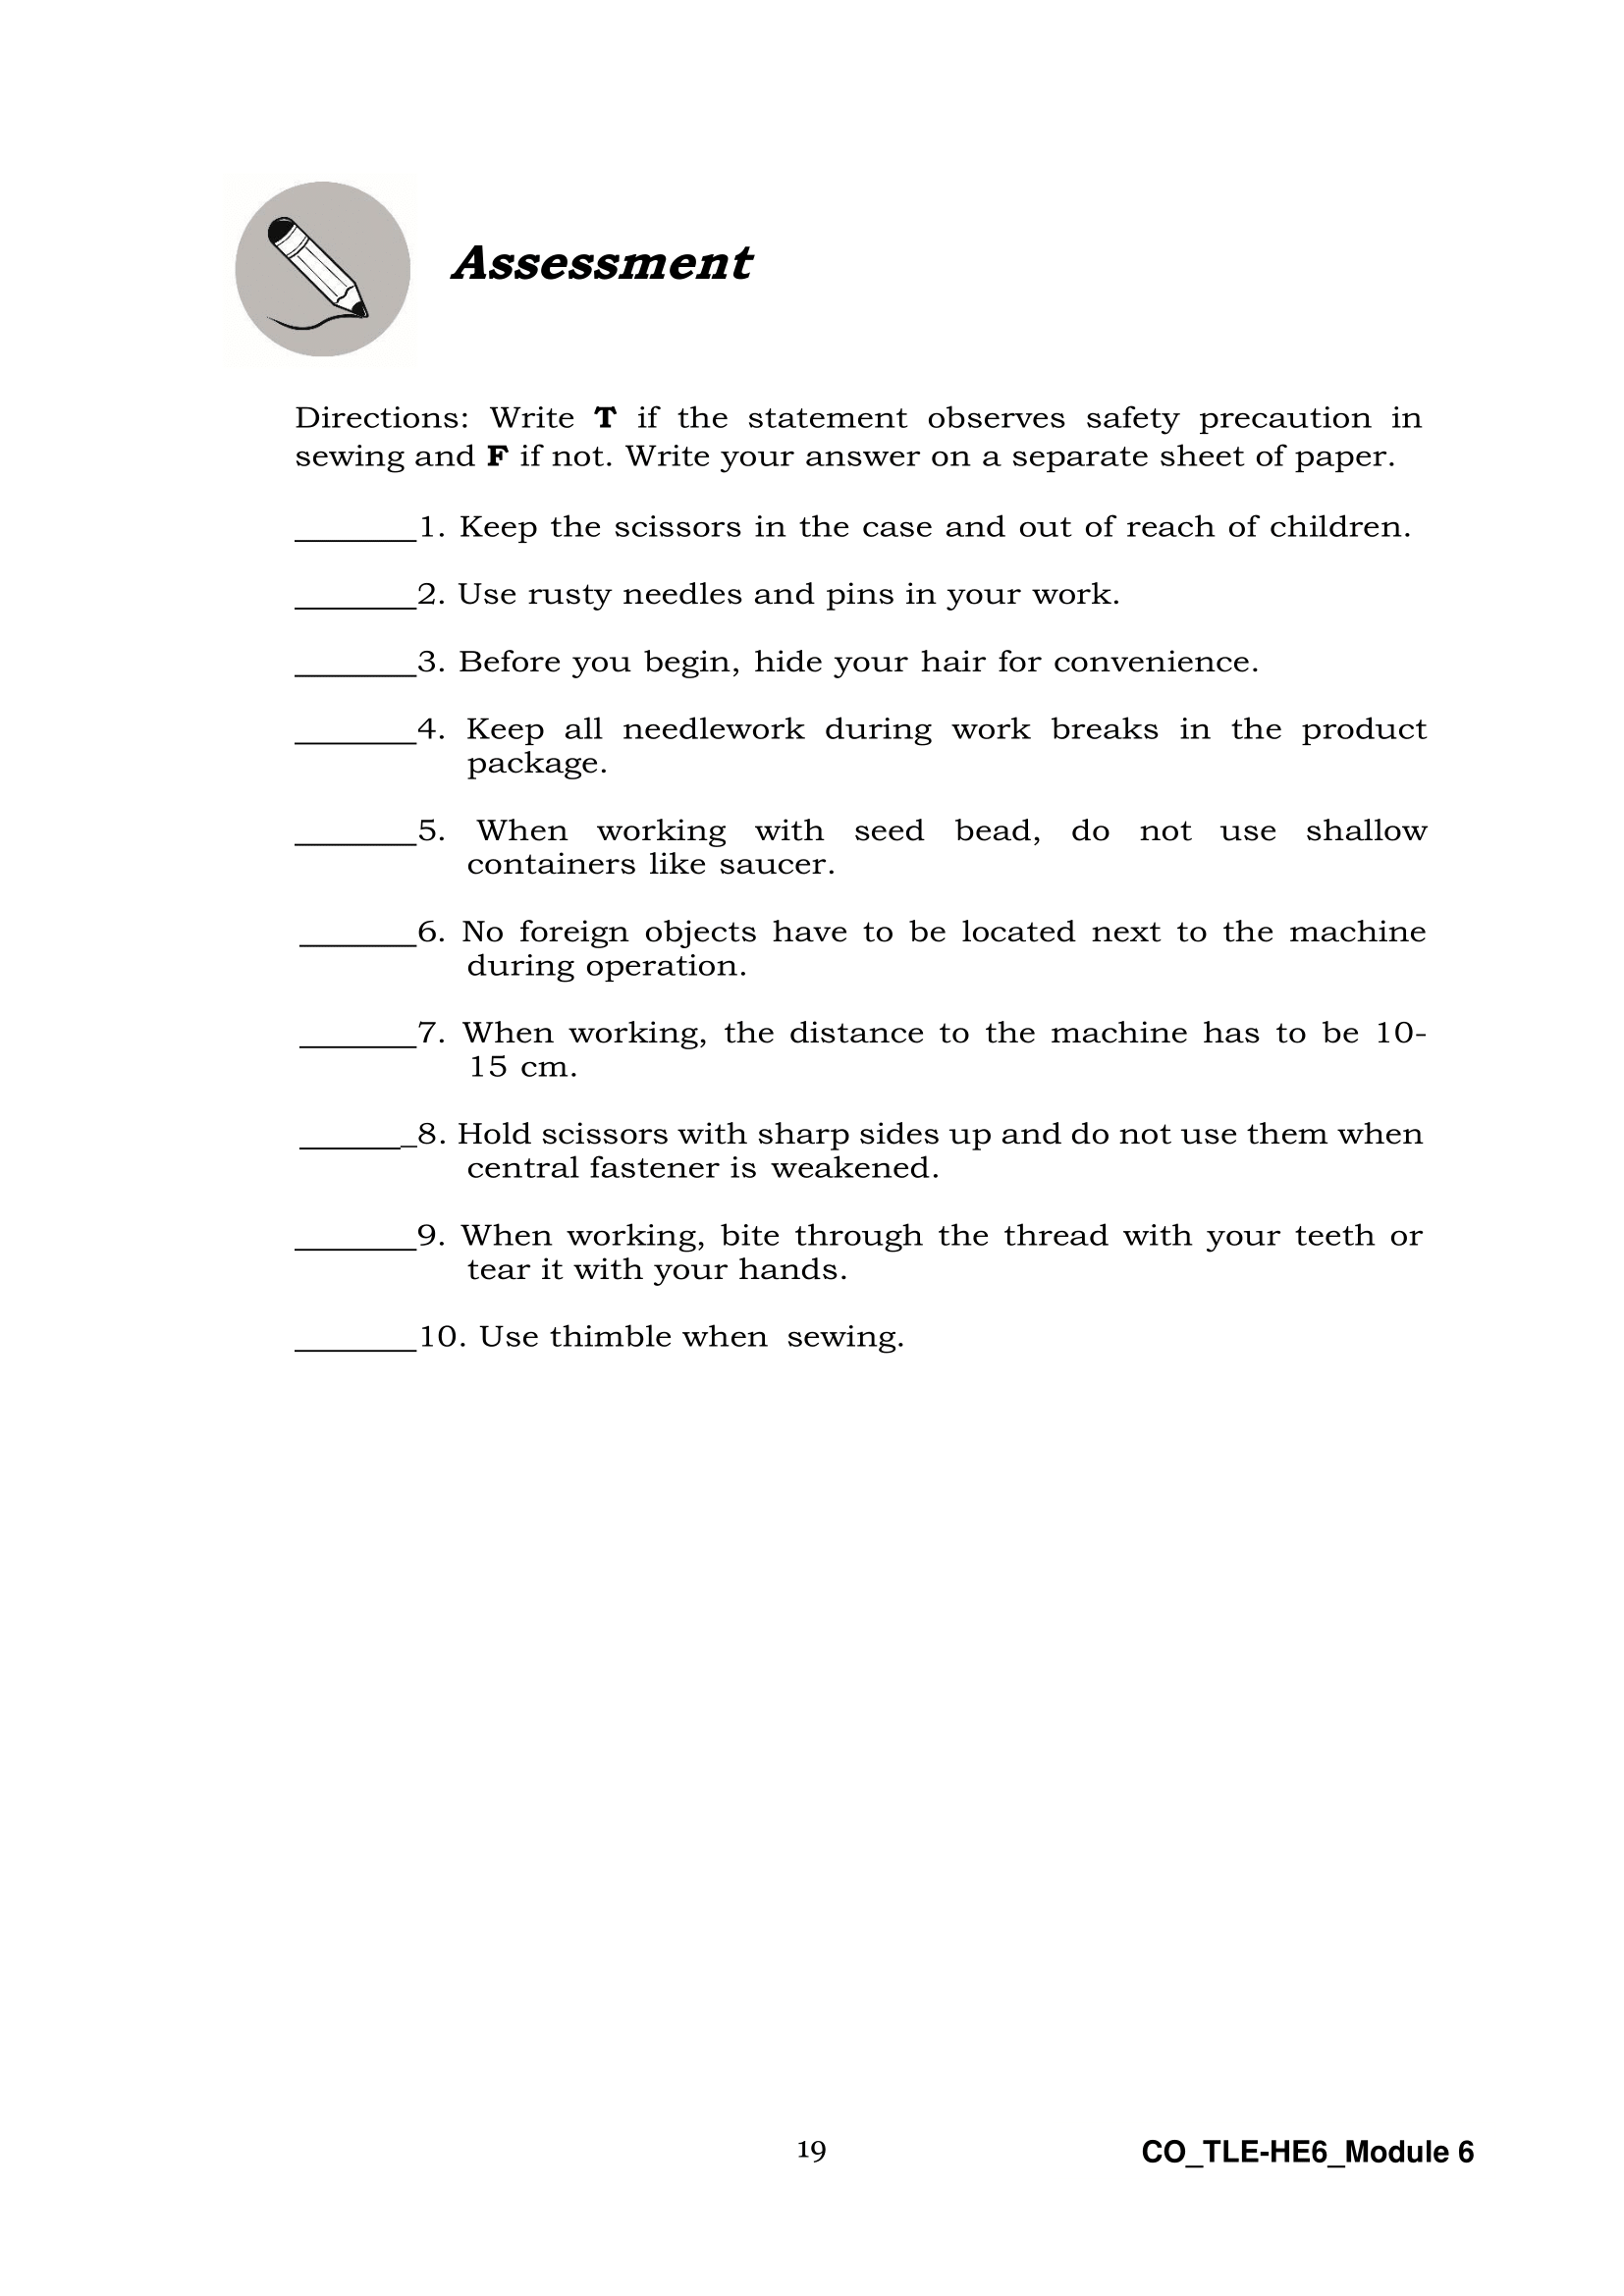 Assessment
Directions: Write T if the statement observes safety precaution in
sewing and F if not. Write your answer on a separate sheet of paper.
________1. Keep the scissors in the case and out of reach of children.
________2. Use rusty needles and pins in your work.
________3. Before you begin, hide your hair for convenience.
________4. Keep all needlework during work breaks in the product
package.
________5. When working with seed bead, do not use shallow
containers like saucer.
________6. No foreign objects have to be located next to the machine
during operation.
________7. When working, the distance to the machine has to be 10-
15 cm.
________8. Hold scissors with sharp sides up and do not use them when
central fastener is weakened.
________9. When working, bite through the thread with your teeth or
tear it with your hands.
________10. Use thimble when sewing.
19
CO_TLE-HE6_Module 6